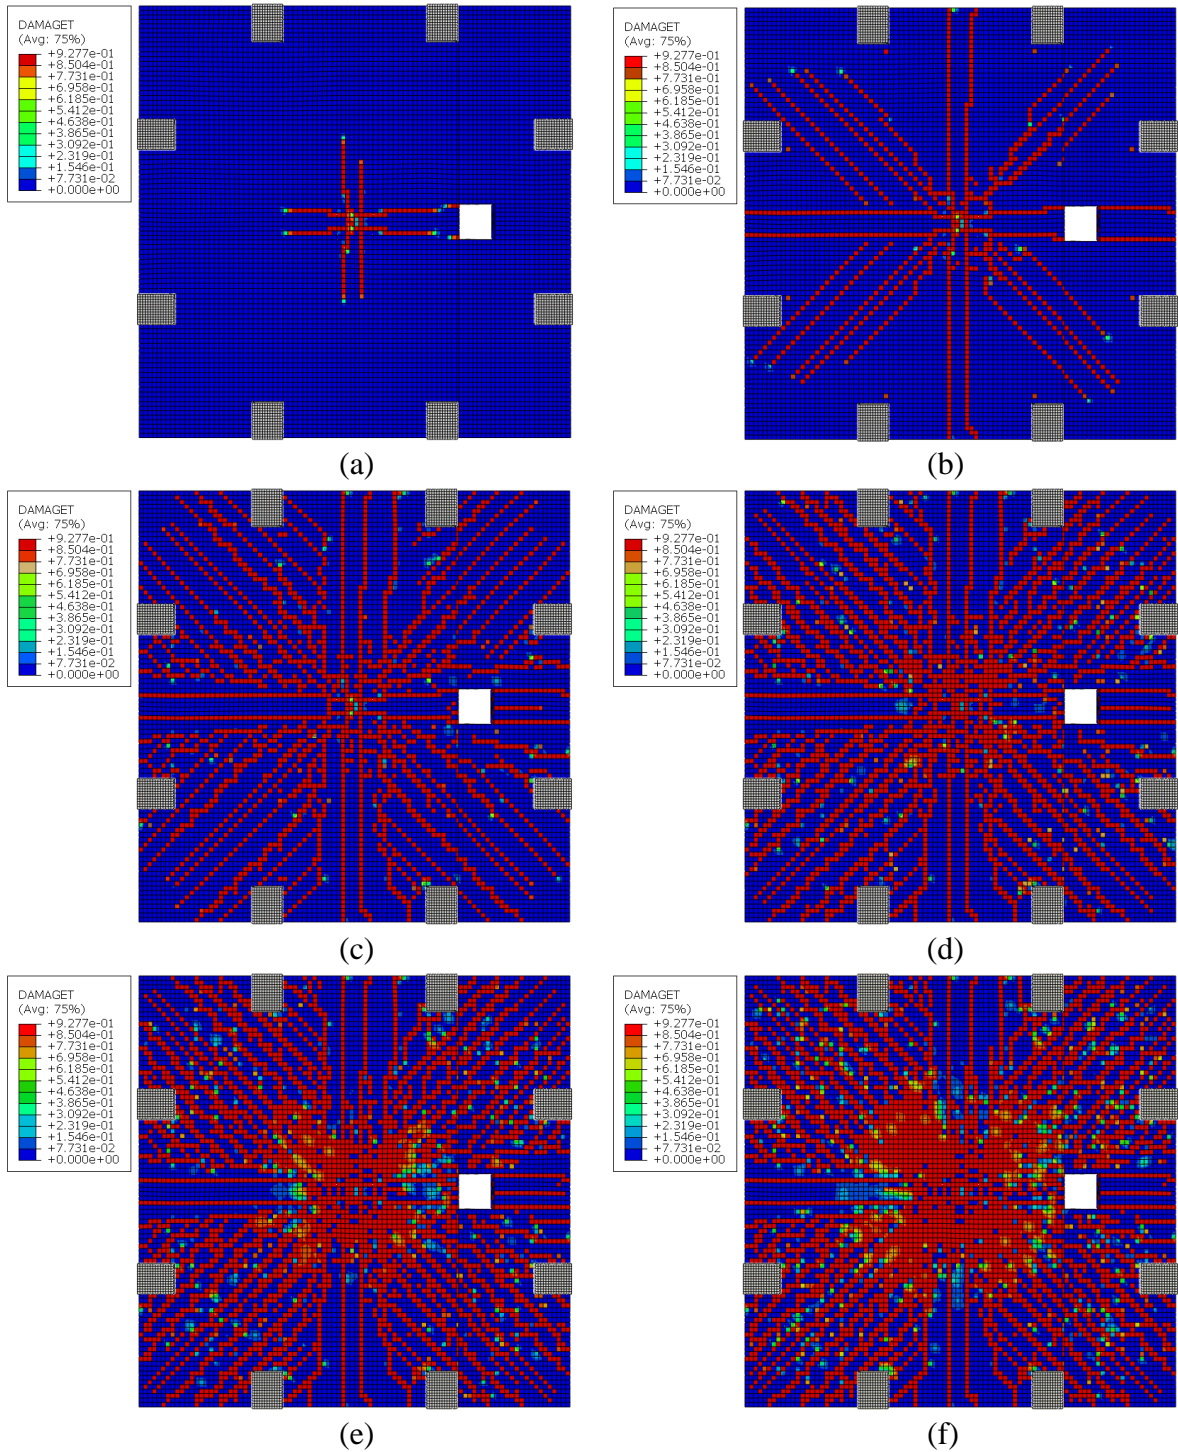 DAMAGET
(Avg: 75%)
+9.277e-01
+8.504e-01
+7.731e-01
+6.958e-01
+6.185e-01
+5.412e-01
+4.638e-01
+3.865e-01
+3.092e-01
+2.319e-01
+1.546e-01
+7.731e-02
+0.000e+00
(a)
DAMAGET
(Avg: 75%)
+9.277e-01
+8.504e-01
+7.731e-01
+6.958e-01
+6.185e-01
+5.412e-01
+4.638e-01
+3.865e-01
+3.092e-01
+2.319e-01
+1.546e-01
+7.731e-02
+0.000e+00
(b)
DAMAGET
(Avg: 75%)
+9.277e-01
+8.504e-01
+7.731e-01
+6.958e-01
+6.185e-01
+5.412e-01
+4.638e-01
+3.865e-01
+3.092e-01
+2.319e-01
+1.546e-01
+7.731e-02
+0.000e+00
(c)
DAMAGET
(Avg: 75%)
+9.277e-01
+8.504e-01
+7.731e-01
+6.958e-01
+6.185e-01
+5.412e-01
+4.638e-01
+3.865e-01
+3.092e-01
+2.319e-01
+1.546e-01
+7.731e-02
+0.000e+00
(d)
DAMAGET
(Avg: 75%)
+9.277e-01
+8.504e-01
+7.731e-01
+6.958e-01
+6.185e-01
+5.412e-01
+4.638e-01
+3.865e-01
+3.092e-01
+2.319e-01
+1.546e-01
+7.731e-02
+0.000e+00
(e)
DAMAGET
(Avg: 75%)
+9.277e-01
+8.504e-01
+7.731e-01
+6.958e-01
+6.185e-01
+5.412e-01
+4.638e-01
+3.865e-01
+3.092e-01
+2.319e-01
+1.546e-01
+7.731e-02
+0.000e+00
(f)